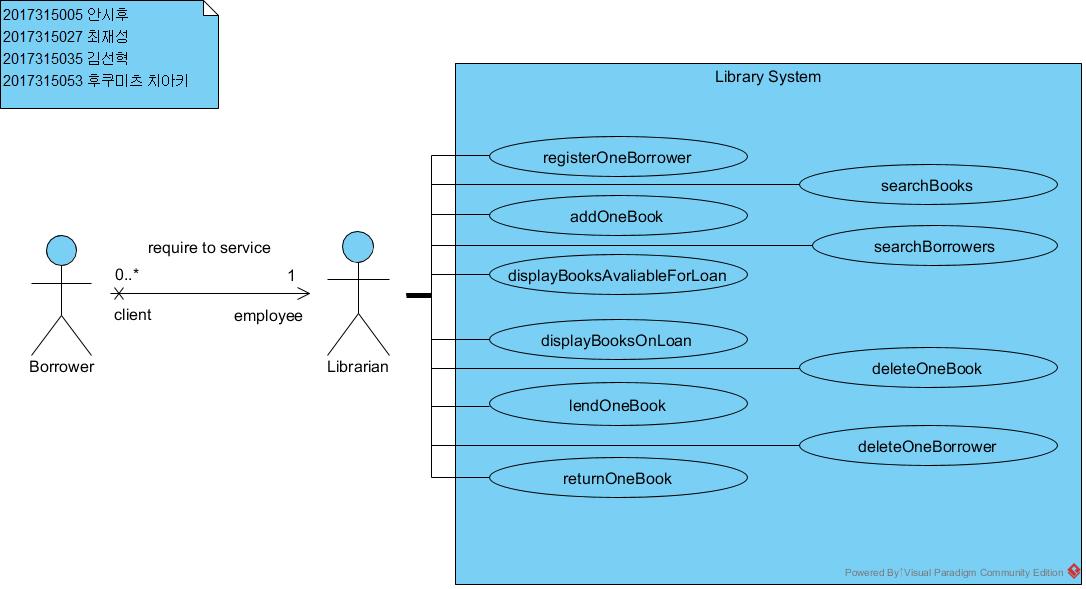 2017315005 안시후
2017315027 최재성
2017315035 김선혁
2017315053 후쿠미츠 치아키
Library System
registerOneBorrower
searchBooks
addOneBook
searchBorrowers
displayBooksAvaliableForLoan
displayBooksOnLoan
deleteOneBook
lendOneBook
deleteOneBorrower
returnOneBook
require to service
0..* 1
client employee
Borrower Librarian
Powered By Visual Paradigm Community Edition